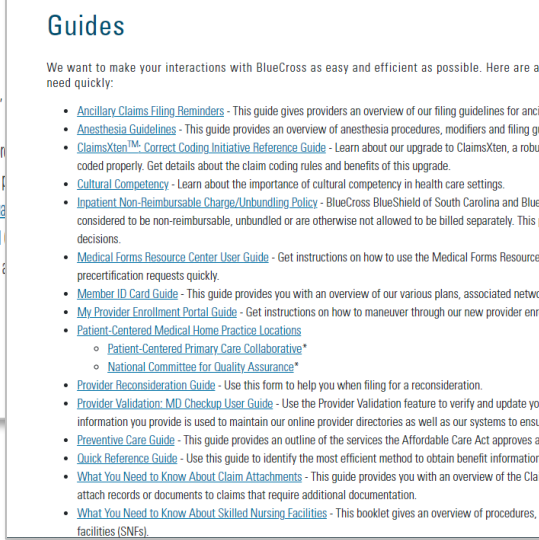 Guides
We want to make your interactions with BlueCross as easy and efficient as possible. Here are a
need quickly:
Ancillary Claims Filing Reminders - This guide gives providers an overview of our filing guidelines for anci
Anesthesia Guidelines - This guide provides an overview of anesthesia procedures, modifiers and filing gu
ClaimsXten™: Correct Coding Initiative Reference Guide - Learn about our upgrade to ClaimsXten, a robu
coded properly. Get details about the claim coding rules and benefits of this upgrade.
Cultural Competency - Learn about the importance of cultural competency in health care settings.
Inpatient Non-Reimbursable Charge/Unbundling Policy - BlueCross BlueShield of South Carolina and Blue
considered to be non-reimbursable, unbundled or are otherwise not allowed to be billed separately. This
decisions.
Medical Forms Resource Center User Guide - Get instructions on how to use the Medical Forms Resource
precertification requests quickly.
Member ID Card Guide - This guide provides you with an overview of our various plans, associated netwo
My Provider Enrollment Portal Guide - Get instructions on how to maneuver through our new provider enr
Patient-Centered Medical Home Practice Locations
Patient-Centered Primary Care Collaborative*
National Committee for Quality Assurance*
Provider Reconsideration Guide - Use this form to help you when filing for a reconsideration.
Provider Validation: MD Checkup User Guide - Use the Provider Validation feature to verify and update yo
information you provide is used to maintain our online provider directories as well as our systems to ensu
Preventive Care Guide - This guide provides an outline of the services the Affordable Care Act approves a
Quick Reference Guide - Use this guide to identify the most efficient method to obtain benefit information
What You Need to Know About Claim Attachments - This guide provides you with an overview of the Clai
attach records or documents to claims that require additional documentation.
What You Need to Know About Skilled Nursing Facilities - This booklet gives an overview of procedures,
facilities (SNFs).